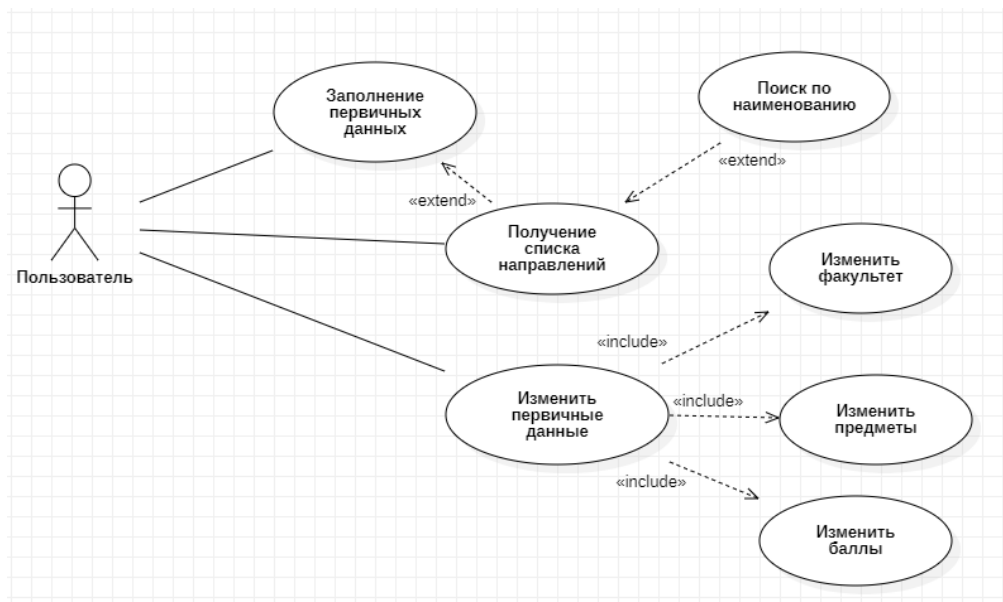 Заполнение
первичных
данных
Поиск по
наименованию
«extend»
«extend»
Получение
списка
направлений
Пользователь
Изменить
факультет
«include»
Изменить
первичные
данные
«include»
Изменить
предметы
«include»
Изменить
баллы